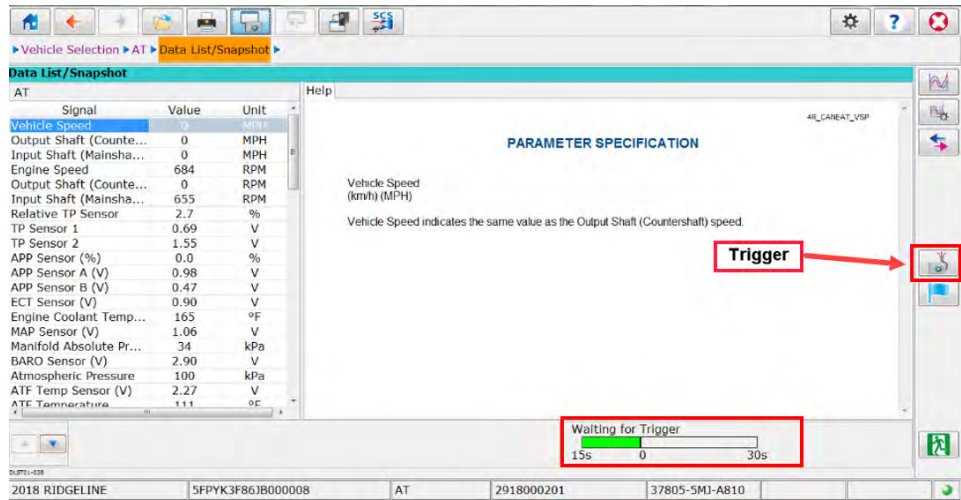 SCS
?
▶Vehicle Selection ▶AT ▶Data List/Snapshot ▶
Data List/Snapshot
AT
Signal Value Unit
Vehicle Speed 0 MPH
Output Shaft (Counte... 0 MPH
Input Shaft (Mainsha... 0 MPH
Engine Speed 684 RPM
Output Shaft (Counte... 0 RPM
Input Shaft (Mainsha... 655 RPM
Relative TP Sensor 2.7 %
TP Sensor 1 0.69 V
TP Sensor 2 1.55 V
APP Sensor (%) 0.0 %
APP Sensor A (V) 0.98 V
APP Sensor B (V) 0.47 V
ECT Sensor (V) 0.90 V
Engine Coolant Temp... 165 °F
MAP Sensor (V) 1.06 V
Manifold Absolute Pr... 34 kPa
BARO Sensor (V) 2.90 V
Atmospheric Pressure 100 kPa
ATF Temp Sensor (V) 2.27 V
ATF Temperature 111 °F
Help
4R_CANEAT_VSP
PARAMETER SPECIFICATION
Vehicle Speed
(km/h) (MPH)
Vehicle Speed indicates the same value as the Output Shaft (Countershaft) speed.
Trigger
Waiting for Trigger
15s 0 30s
DLST01-028
2018 RIDGELINE 5FPYK3F86JB000008 AT 2918000201 37805-5MJ-A810